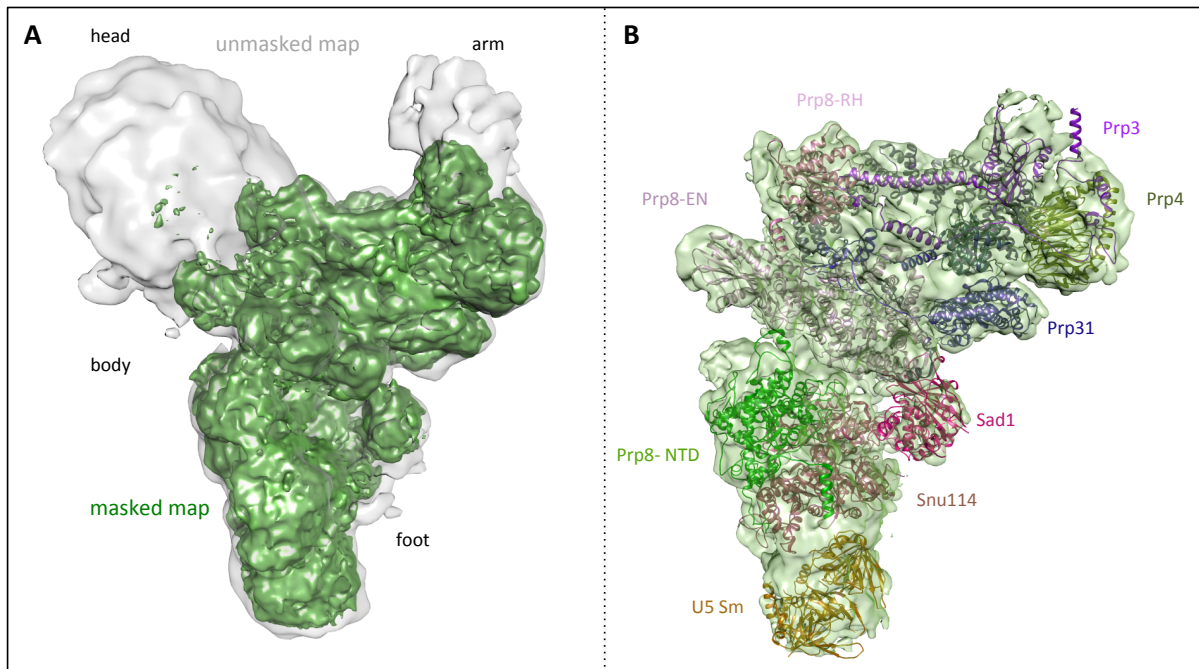 A
head
unmasked map
arm
body
masked map
foot
B
Prp8-RH
Prp3
Prp8-EN
Prp4
Prp31
Sad1
Prp8- NTD
Snu114
U5 Sm